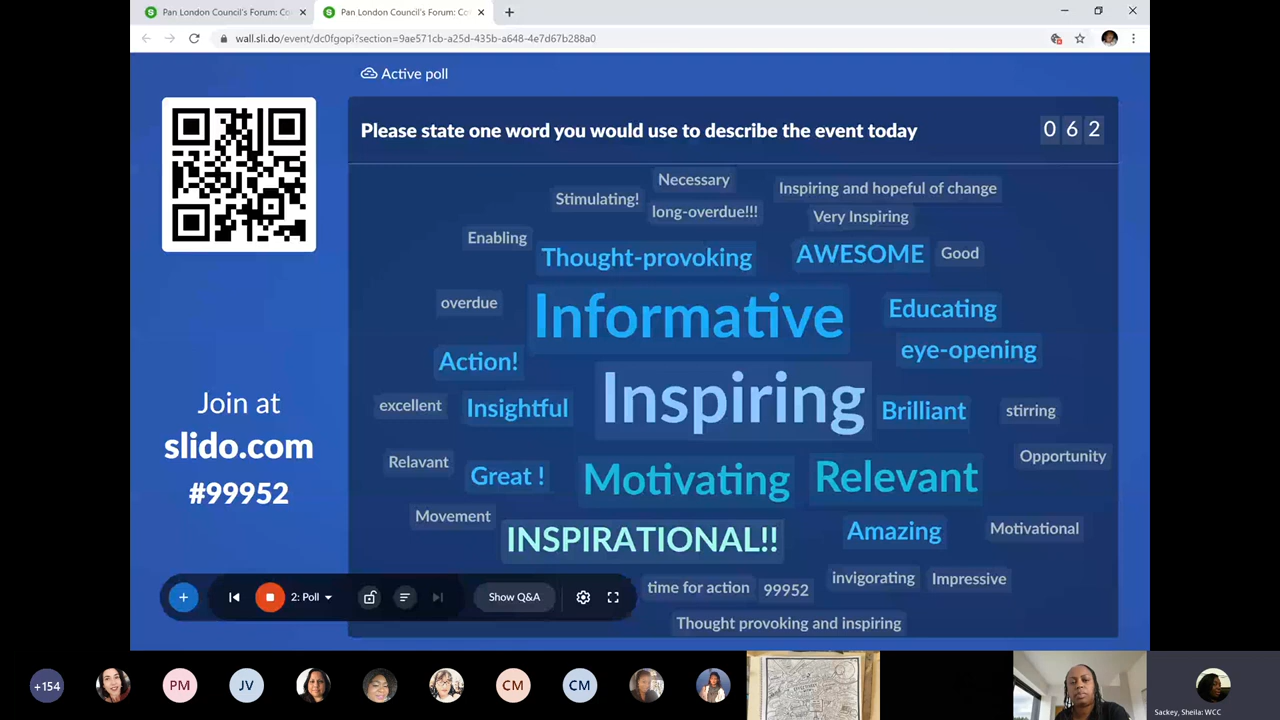 Pan London Council's Forum: Co
Pan London Council's Forum: Co
wall.sli.do/event/dc0fgopi?section=9ae571cb-a25d-435b-a648-4e7d67b288a0
Active poll
Please state one word you would use to describe the event today
062
Necessary
Inspiring and hopeful of change
Stimulating!
long-overdue!!!
Very Inspiring
Enabling
Thought-provoking
AWESOME
Good
overdue
Informative
Educating
eye-opening
Action!
excellent
Insightful
Inspiring
Brilliant
stirring
Relavant
Great !
Motivating
Relevant
Opportunity
Movement
INSPIRATIONAL!!
Amazing
Motivational
time for action
99952
invigorating
Impressive
Thought provoking and inspiring
Join at
slido.com
#99952
2: Poll
Show Q&A
+154
PM
JV
CM
CM
Sackey, Sheila: WCC